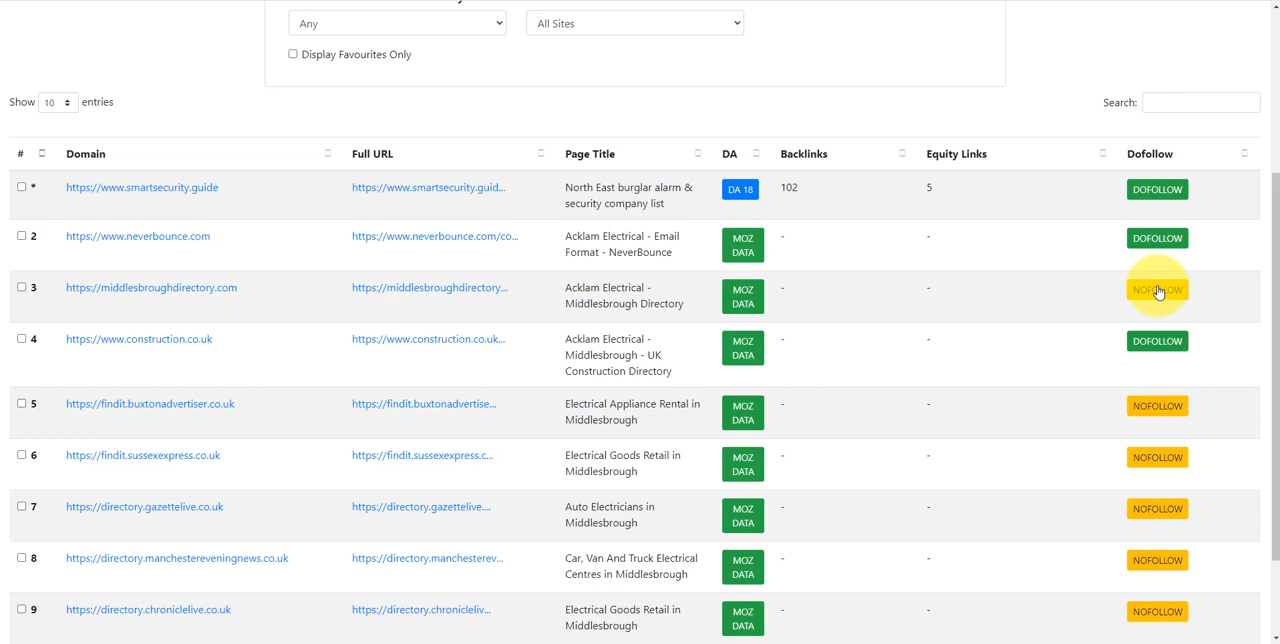 Any All Sites
Display Favourites Only
Show 10 entries Search:
# Domain Full URL Page Title DA Backlinks Equity Links Dofollow
* https://www.smartsecurity.guide https://www.smartsecurity.guid... North East burglar alarm & DA 18 102 5 DOFOLLOW
security company list
2 https://www.neverbounce.com https://www.neverbounce.com/co... Acklam Electrical - Email MOZ - - DOFOLLOW
Format - NeverBounce DATA
3 https://middlesbroughdirectory.com https://middlesbroughdirectory... Acklam Electrical - MOZ - - NOFOLLOW
Middlesbrough Directory DATA
4 https://www.construction.co.uk https://www.construction.co.uk... Acklam Electrical - MOZ - - DOFOLLOW
Middlesbrough - UK DATA
Construction Directory
5 https://findit.buxtonadvertiser.co.uk https://findit.buxtonadvertise... Electrical Appliance Rental in MOZ - - NOFOLLOW
Middlesbrough DATA
6 https://findit.sussexexpress.co.uk https://findit.sussexexpress.c... Electrical Goods Retail in MOZ - - NOFOLLOW
Middlesbrough DATA
7 https://directory.gazettelive.co.uk https://directory.gazettelive.... Auto Electricians in MOZ - - NOFOLLOW
Middlesbrough DATA
8 https://directory.manchestereveningnews.co.uk https://directory.manchesterev... Car, Van And Truck Electrical MOZ - - NOFOLLOW
Centres in Middlesbrough DATA
9 https://directory.chroniclelive.co.uk https://directory.chronicleliv... Electrical Goods Retail in MOZ - - NOFOLLOW
Middlesbrough DATA